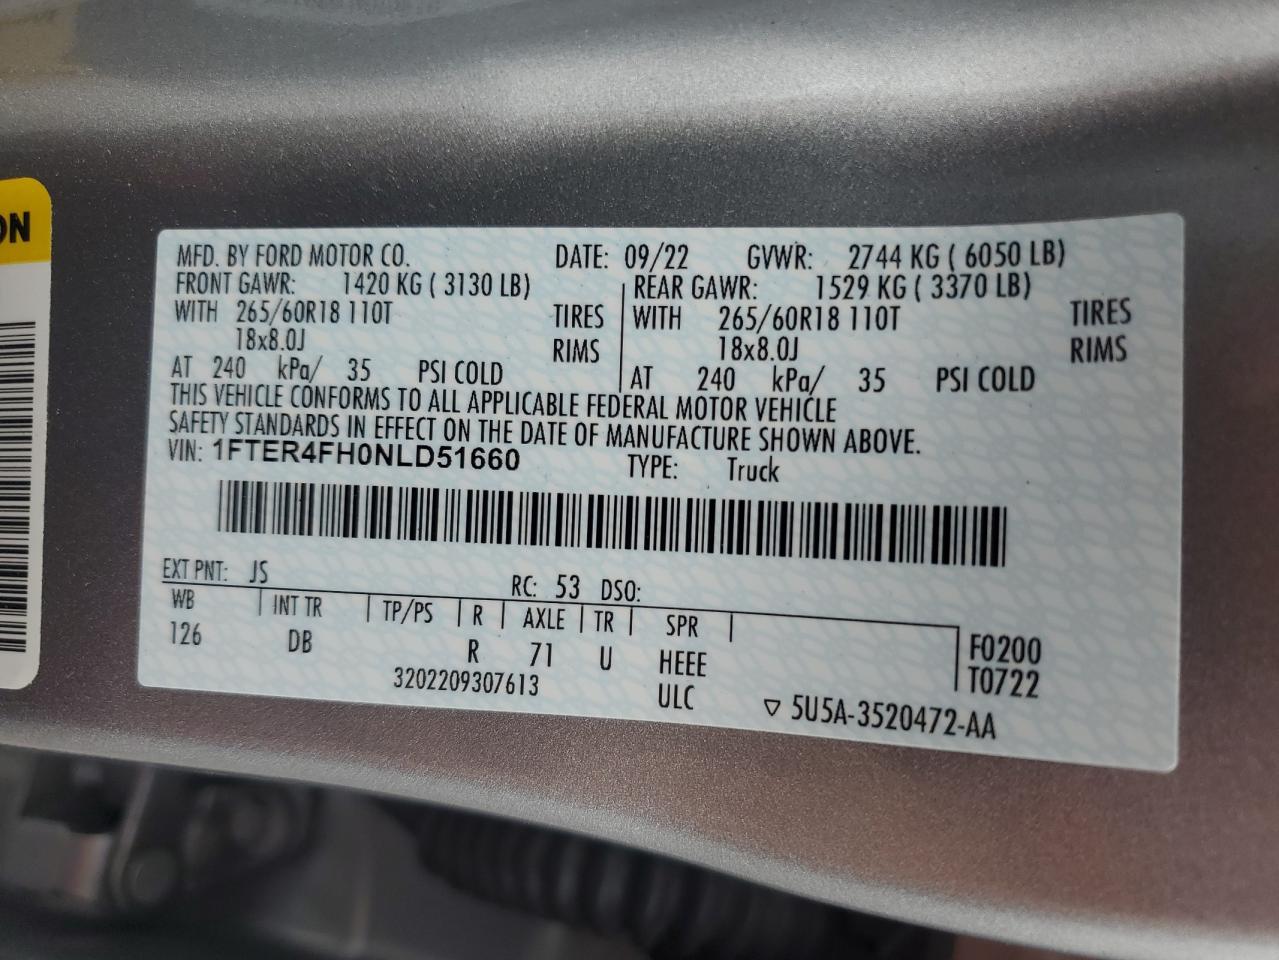 ON
MFD. BY FORD MOTOR CO. DATE: 09/22 GVWR: 2744 KG ( 6050 LB)
FRONT GAWR: 1420 KG ( 3130 LB) REAR GAWR: 1529 KG ( 3370 LB)
WITH 265/60R18 110T TIRES WITH 265/60R18 110T TIRES
18x8.0J RIMS 18x8.0J RIMS
AT 240 kPa/ 35 PSI COLD AT 240 kPa/ 35 PSI COLD
THIS VEHICLE CONFORMS TO ALL APPLICABLE FEDERAL MOTOR VEHICLE
SAFETY STANDARDS IN EFFECT ON THE DATE OF MANUFACTURE SHOWN ABOVE.
VIN: 1FTER4FH0NLD51660 TYPE: Truck
EXT PNT: JS RC: 53 DSO:
WB INT TR TP/PS R AXLE TR SPR
126 DB R 71 U HEEE F0200
3202209307613 ULC T0722
▽ 5U5A-3520472-AA